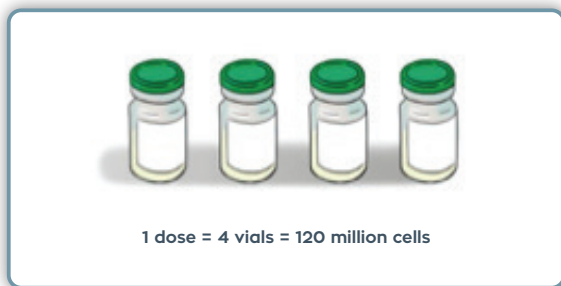 1 dose = 4 vials = 120 million cells